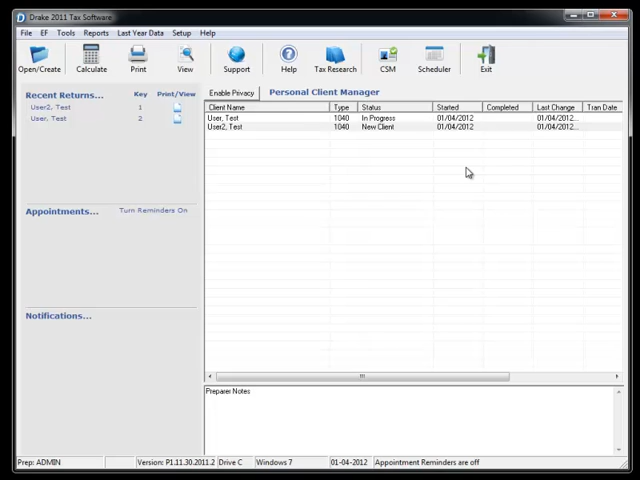 Drake 2011 Tax Software
File EF Tools Reports Last Year Data Setup Help
Open/Create Calculate Print View Support Help Tax Research CSM Scheduler Exit
Recent Returns... Key Print/View
User2, Test 1
User, Test 2
Appointments... Turn Reminders On
Notifications...
Enable Privacy Personal Client Manager
Client Name Type Status Started Completed Last Change Tran Date
User, Test 1040 In Progress 01/04/2012 01/04/2012...
User2, Test 1040 New Client 01/04/2012 01/04/2012...
Preparer Notes
Prep: ADMIN Version: P1.11.30.2011.2 Drive C Windows 7 01-04-2012 Appointment Reminders are off